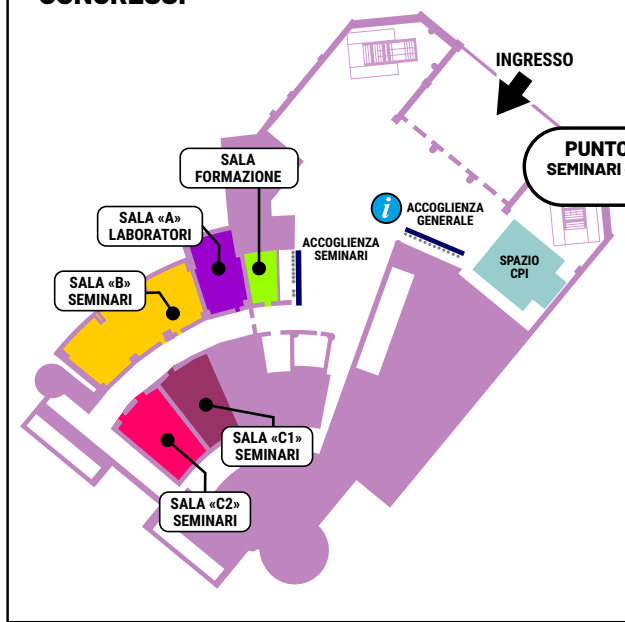 CONGRESSI
INGRESSO
PUNTO
SEMINARI
SALA
FORMAZIONE
i
ACCOGLIENZA
GENERALE
SALA «A»
LABORATORI
ACCOGLIENZA
SEMINARI
SPAZIO
CPI
SALA «B»
SEMINARI
SALA «C1»
SEMINARI
SALA «C2»
SEMINARI